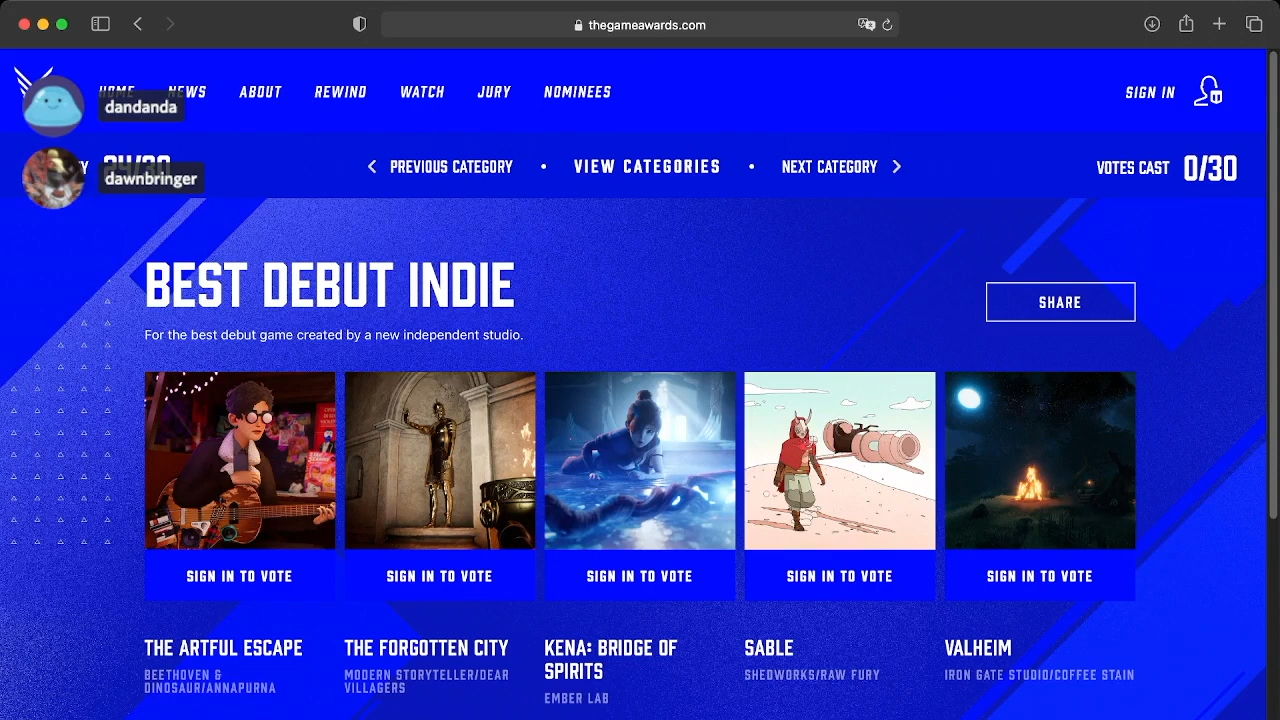 thegameawards.com
HOME NEWS ABOUT REWIND WATCH JURY NOMINEES
SIGN IN
dandanda
PREVIOUS CATEGORY • VIEW CATEGORIES • NEXT CATEGORY
VOTES CAST 0/30
24/30
dawnbringer
BEST DEBUT INDIE
SHARE
For the best debut game created by a new independent studio.
SIGN IN TO VOTE SIGN IN TO VOTE SIGN IN TO VOTE SIGN IN TO VOTE SIGN IN TO VOTE
THE ARTFUL ESCAPE
BEETHOVEN &
DINOSAUR/ANNAPURNA
THE FORGOTTEN CITY
MODERN STORYTELLER/DEAR
VILLAGERS
KENA: BRIDGE OF
SPIRITS
EMBER LAB
SABLE
SHEDWORKS/RAW FURY
VALHEIM
IRON GATE STUDIO/COFFEE STAIN